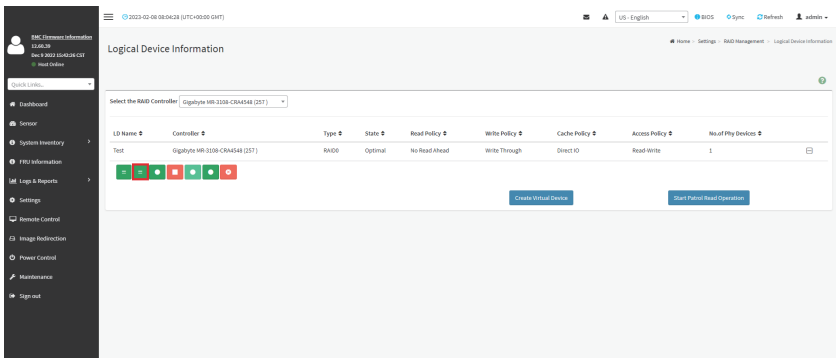 2023-02-08 08:04:28 (UTC+00:00 GMT)
US - English
BIOS
Sync
Refresh
admin
BMC Firmware Information
13.60.39
Dec 9 2022 15:42:26 CST
Host Online
Quick Links...
Dashboard
Sensor
System Inventory
FRU Information
Logs & Reports
Settings
Remote Control
Image Redirection
Power Control
Maintenance
Sign out
Logical Device Information
Home > Settings > RAID Management > Logical Device Information
Select the RAID Controller Gigabyte MR-3108-CRA4548 (257 )
LD Name Controller Type State Read Policy Write Policy Cache Policy Access Policy No.of Phy Devices
Test Gigabyte MR-3108-CRA4548 (257 ) RAID0 Optimal No Read Ahead Write Through Direct IO Read-Write 1
Create Virtual Device Start Patrol Read Operation